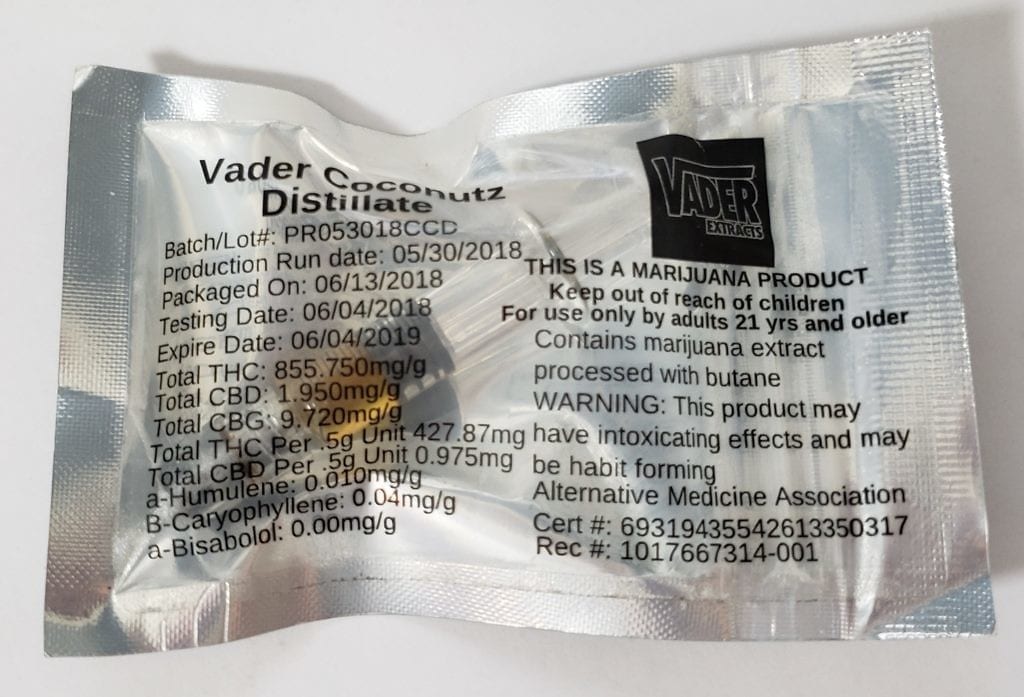 Vader Coconutz
Distillate
Batch/Lot#: PR053018CCD
Production Run date: 05/30/2018
Packaged On: 06/13/2018
Testing Date: 06/04/2018
Expire Date: 06/04/2019
Total THC: 855.750mg/g
Total CBD: 1.950mg/g
Total CBG: 9.720mg/g
Total THC Per .5g Unit 427.87mg
Total CBD Per .5g Unit 0.975mg
a-Humulene: 0.010mg/g
B-Caryophyllene: 0.04mg/g
a-Bisabolol: 0.00mg/g
VADER
EXTRACTS
THIS IS A MARIJUANA PRODUCT
Keep out of reach of children
For use only by adults 21 yrs and older
Contains marijuana extract
processed with butane
WARNING: This product may
have intoxicating effects and may
be habit forming
Alternative Medicine Association
Cert #: 69319435542613350317
Rec #: 1017667314-001